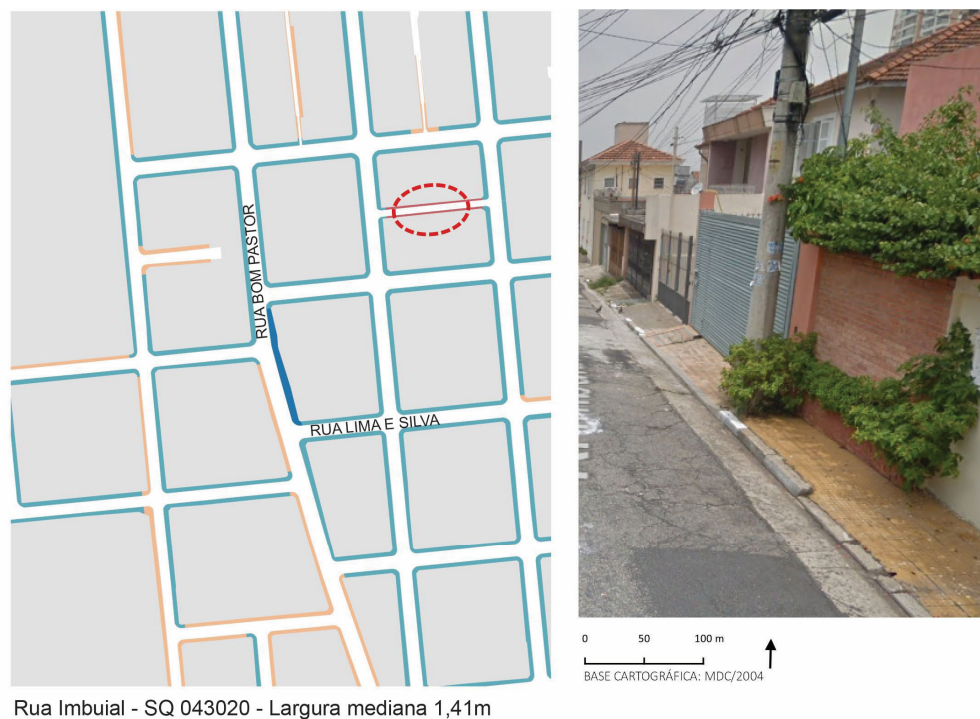 RUA BOM PASTOR
RUA LIMA E SILVA
0 50 100 m
BASE CARTOGRÁFICA: MDC/2004
Rua Imbuial - SQ 043020 - Largura mediana 1,41m